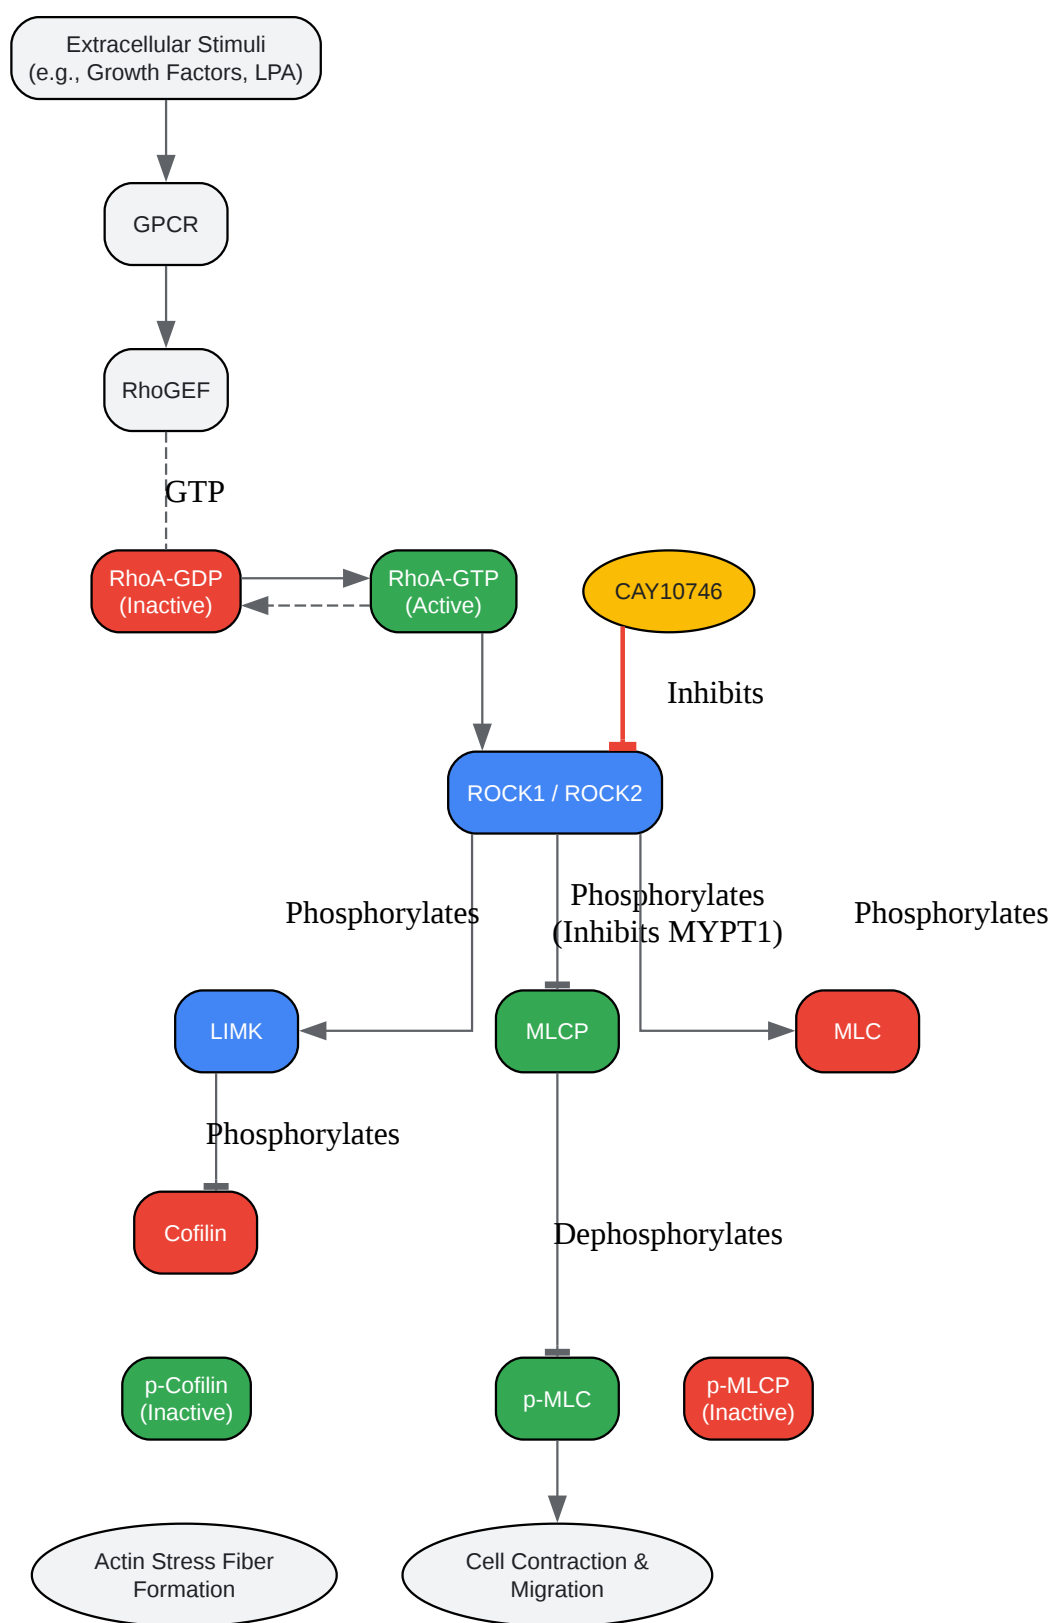 Extracellular Stimuli
(e.g., Growth Factors, LPA)
GPCR
RhoGEF
GTP
RhoA-GDP
(Inactive)
RhoA-GTP
(Active)
CAY10746
Inhibits
ROCK1 / ROCK2
Phosphorylates
Phosphorylates
(Inhibits MYPT1)
Phosphorylates
LIMK
MLCP
MLC
Phosphorylates
Cofilin
Dephosphorylates
p-Cofilin
(Inactive)
p-MLC
p-MLCP
(Inactive)
Actin Stress Fiber
Formation
Cell Contraction &
Migration